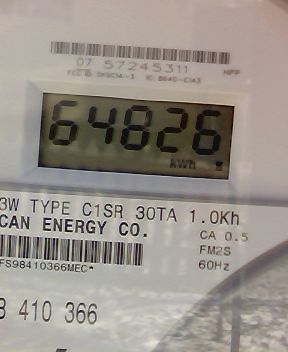 07 57245311
64826
kWh
3W TYPE C1SR 30TA 1.0Kh
CAN ENERGY CO.
CA 0.5
FM2S
FS98410366MEC*
60Hz
8 410 366